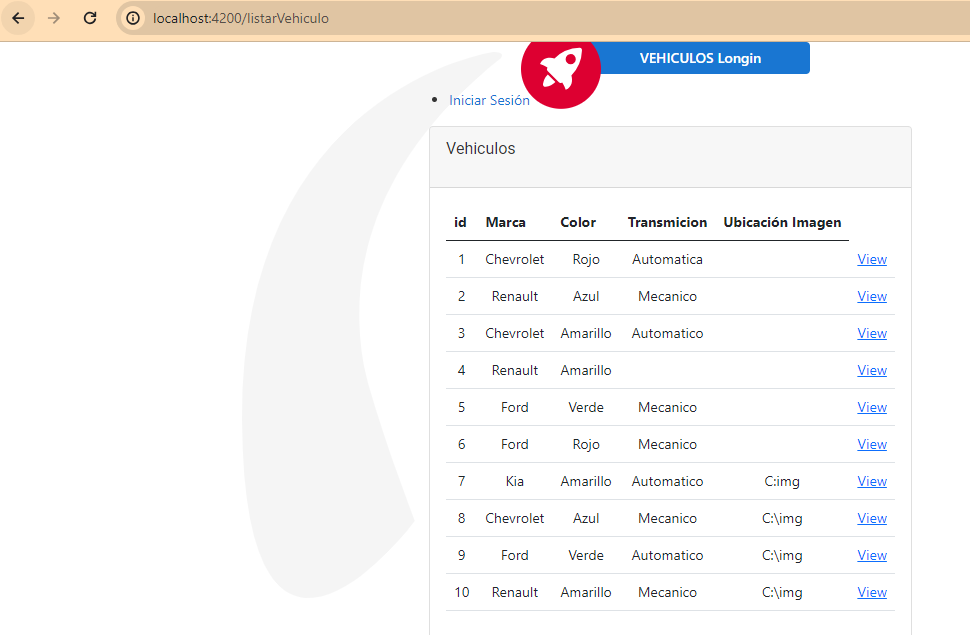 localhost:4200/listarVehiculo
VEHICULOS Longin
Iniciar Sesión
Vehiculos
id Marca Color Transmicion Ubicación Imagen
1 Chevrolet Rojo Automatica View
2 Renault Azul Mecanico View
3 Chevrolet Amarillo Automatico View
4 Renault Amarillo View
5 Ford Verde Mecanico View
6 Ford Rojo Mecanico View
7 Kia Amarillo Automatico C:img View
8 Chevrolet Azul Mecanico C:\img View
9 Ford Verde Automatico C:\img View
10 Renault Amarillo Mecanico C:\img View